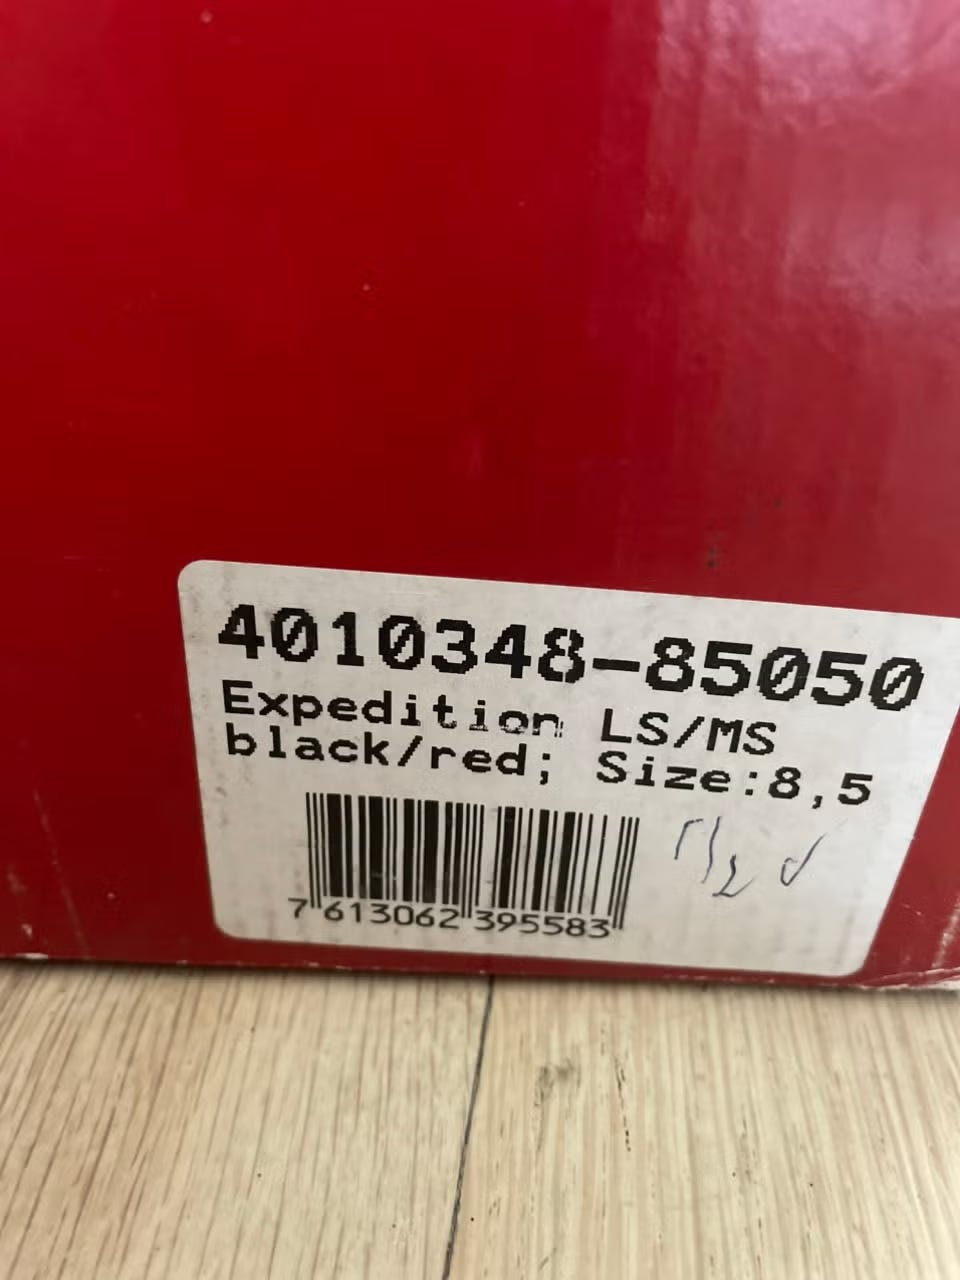 4010348-85050
Expedition LS/MS
black/red; Size:8,5
7 613062 395583